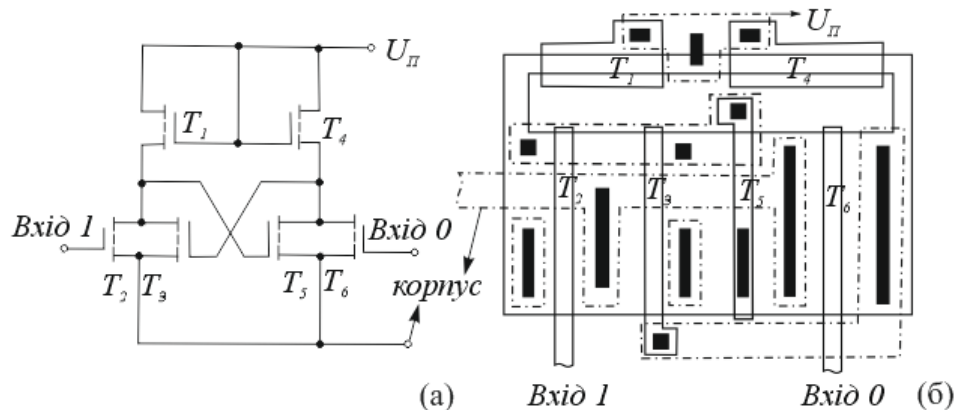 U_П
T_1
T_4
Вхід 1
Вхід 0
T_2 T_3
T_5 T_6
корпус
(а)
U_П
T_1
T_4
T_2
T_3
T_5
T_6
Вхід 1
Вхід 0
(б)